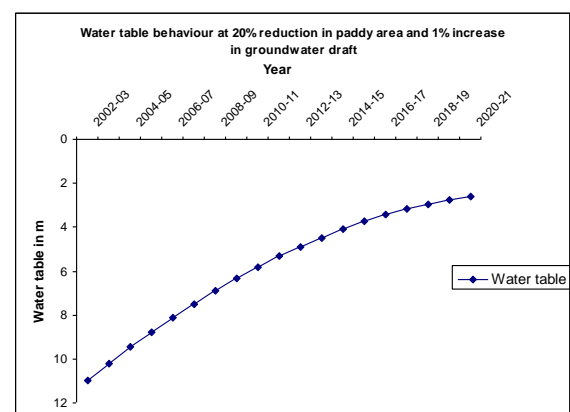 Water table behaviour at 20% reduction in paddy area and 1% increase
in groundwater draft
Year
2002-03 2004-05 2006-07 2008-09 2010-11 2012-13 2014-15 2016-17 2018-19 2020-21
0
2
4
6
8
10
12
Water table in m
Water table